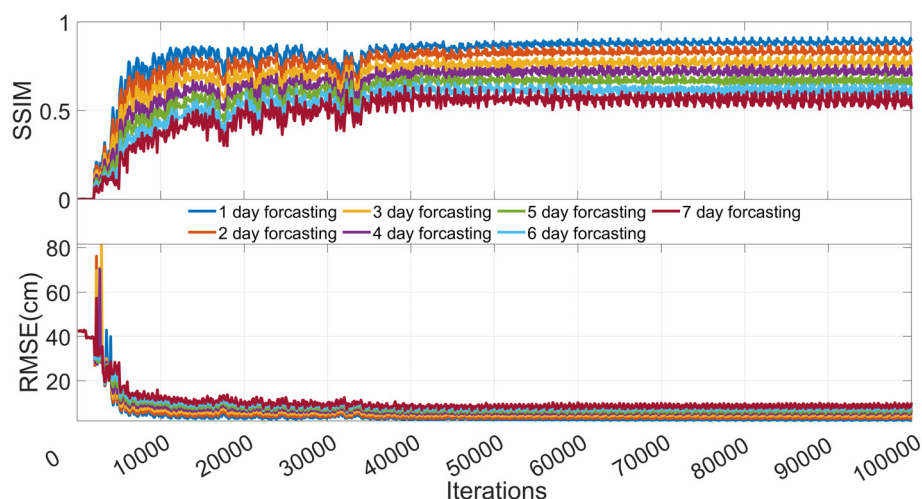 1
SSIM
0.5
0
1 day forcasting 3 day forcasting 5 day forcasting 7 day forcasting
2 day forcasting 4 day forcasting 6 day forcasting
80
60
RMSE(cm)
40
20
0 10000 20000 30000 40000 50000 60000 70000 80000 90000 100000
Iterations